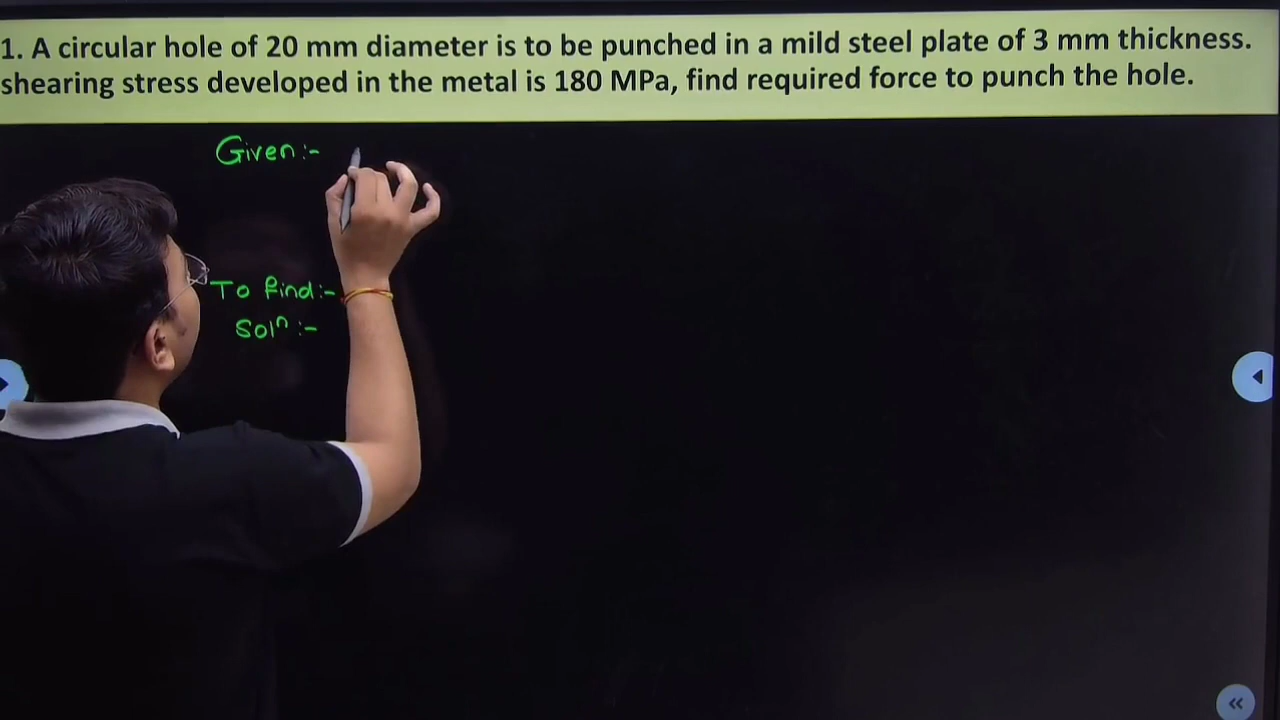 1. A circular hole of 20 mm diameter is to be punched in a mild steel plate of 3 mm thickness.
shearing stress developed in the metal is 180 MPa, find required force to punch the hole.
Given :-
To find :-
Solⁿ :-